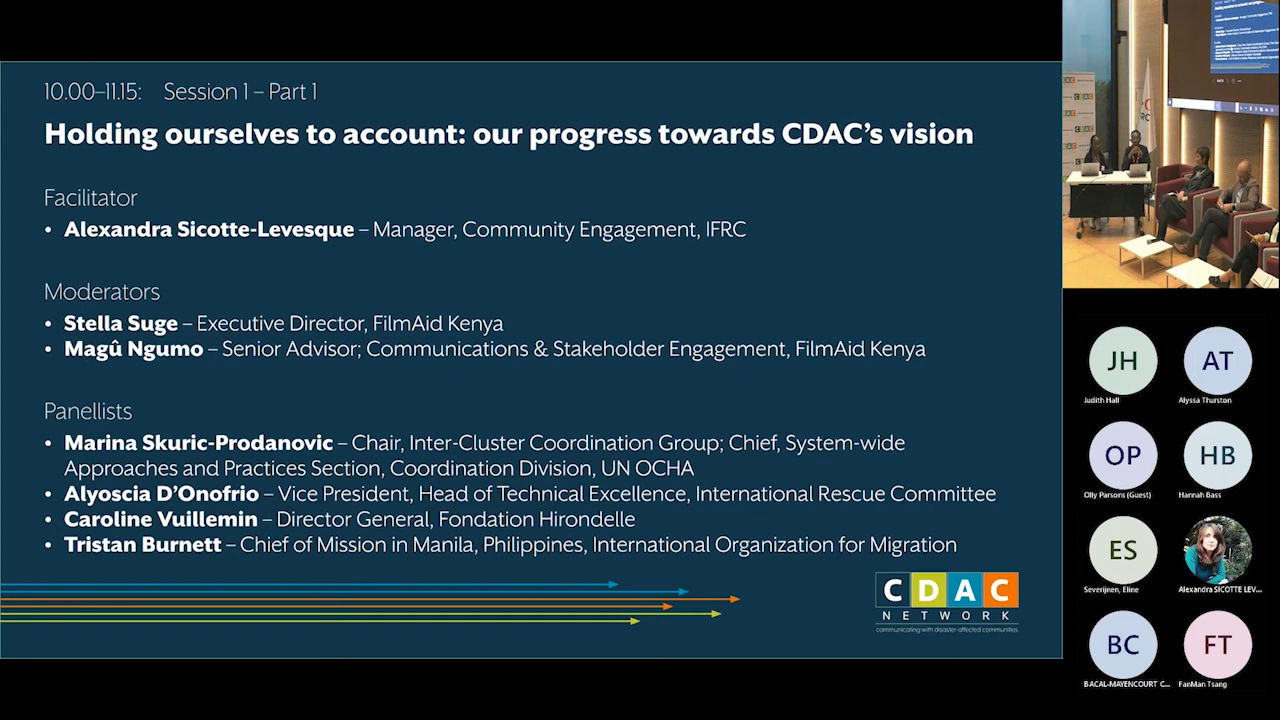 10.00–11.15: Session 1 – Part 1
Holding ourselves to account: our progress towards CDAC's vision
Facilitator
• Alexandra Sicotte-Levesque – Manager, Community Engagement, IFRC
Moderators
• Stella Suge – Executive Director, FilmAid Kenya
• Magû Ngumo – Senior Advisor; Communications & Stakeholder Engagement, FilmAid Kenya
Panellists
• Marina Skuric-Prodanovic – Chair, Inter-Cluster Coordination Group; Chief, System-wide
Approaches and Practices Section, Coordination Division, UN OCHA
• Alyoscia D'Onofrio – Vice President, Head of Technical Excellence, International Rescue Committee
• Caroline Vuillemin – Director General, Fondation Hirondelle
• Tristan Burnett – Chief of Mission in Manila, Philippines, International Organization for Migration
CDAC
NETWORK
communicating with disaster-affected communities
CDAC
JH AT
Judith Hall Alyssa Thurston
OP HB
Olly Parsons (Guest) Hannah Bass
ES
Severijnen, Eline Alexandra SICOTTE LEV...
BC FT
BACAL-MAYENCOURT C... FanMan Tsang